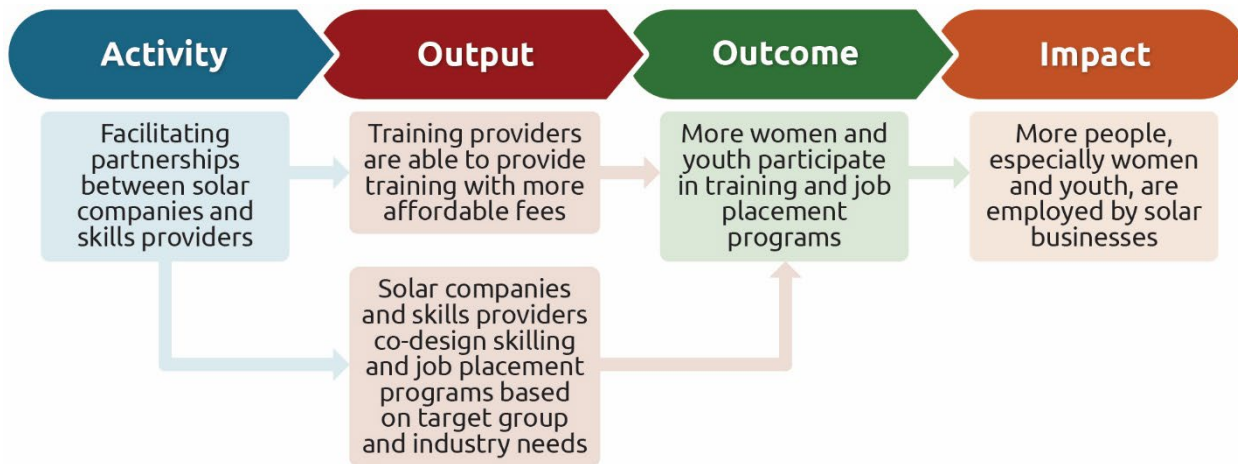 Activity
Output
Outcome
Impact
Facilitating
partnerships
between solar
companies and
skills providers
Training providers
are able to provide
training with more
affordable fees
More women and
youth participate
in training and job
placement
programs
More people,
especially women
and youth, are
employed by solar
businesses
Solar companies
and skills providers
co-design skilling
and job placement
programs based
on target group
and industry needs